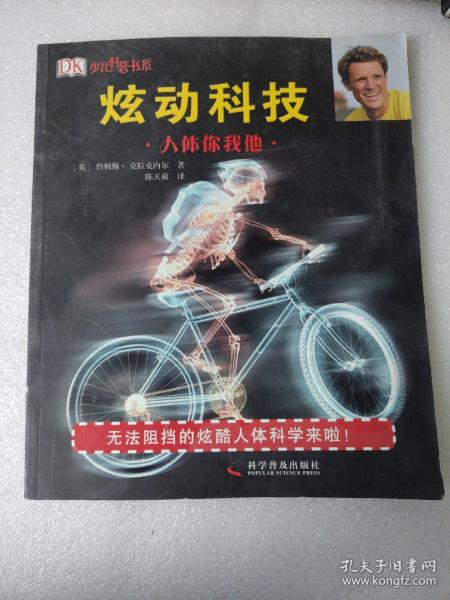 DK 少儿科普书系
炫动科技
·人体你我他·
[英] 詹姆斯·克拉克内尔 著
陈天放 译
无法阻挡的炫酷人体科学来啦！
科学普及出版社
POPULAR SCIENCE PRESS
孔夫子旧书网
www.kongfz.com